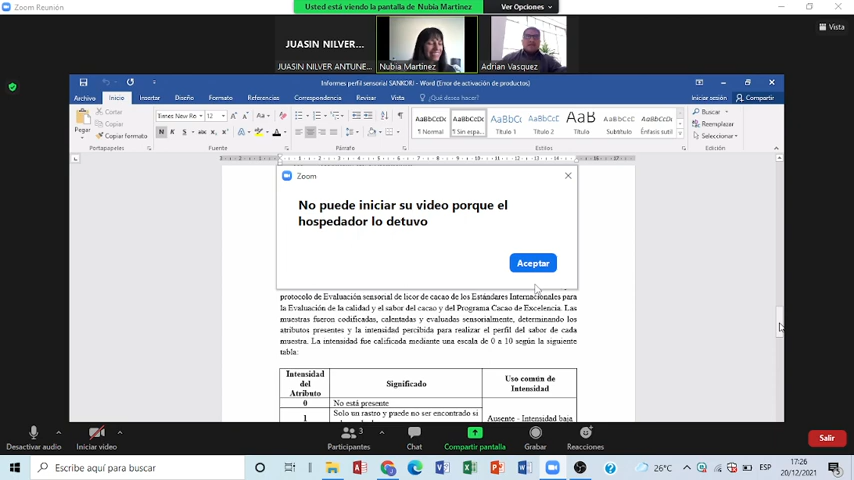 Zoom Reunión
Usted está viendo la pantalla de Nubia Martinez
Ver Opciones
Vista
JUASIN NILVER...
JUASIN NILVER ANTUNE...
Nubia Martinez
Adrian Vasquez
Informes perfil sensorial SANKORI - Word (Error de activación de productos)
Archivo Inicio Insertar Diseño Formato Referencias Correspondencia Revisar Vista ¿Qué desea hacer? Iniciar sesión Compartir
Pegar
Cortar
Copiar
Copiar formato
Times New Ro 12
N K S abc
AaBbCcDc AaBbCcDc AaBbCc AaBbCcD AaB AaBbCcC AaBbCcDc
¶ Normal ¶ Sin espa... Título 1 Título 2 Título Subtítulo Énfasis sutil
Buscar
Reemplazar
Seleccionar
Portapapeles Fuente Párrafo Estilos Edición
Zoom
No puede iniciar su video porque el
hospedador lo detuvo
Aceptar
protocolo de Evaluación sensorial de licor de cacao de los Estándares Internacionales para
la Evaluación de la calidad y el sabor del cacao y del Programa Cacao de Excelencia. Las
muestras fueron codificadas, calentadas y evaluadas sensorialmente, determinando los
atributos presentes y la intensidad percibida para realizar el perfil del sabor de cada
muestra. La intensidad fue calificada mediante una escala de 0 a 10 según la siguiente
tabla:
Intensidad
del
Atributo
Significado
Uso común de
Intensidad
0 No está presente
1 Solo un rastro y puede no ser encontrado si
Ausente - Intensidad baja
Desactivar audio
Iniciar video
3
Participantes
Chat
Compartir pantalla
Grabar
Reacciones
Salir
Escribe aquí para buscar
26°C
ESP
17:26
20/12/2021